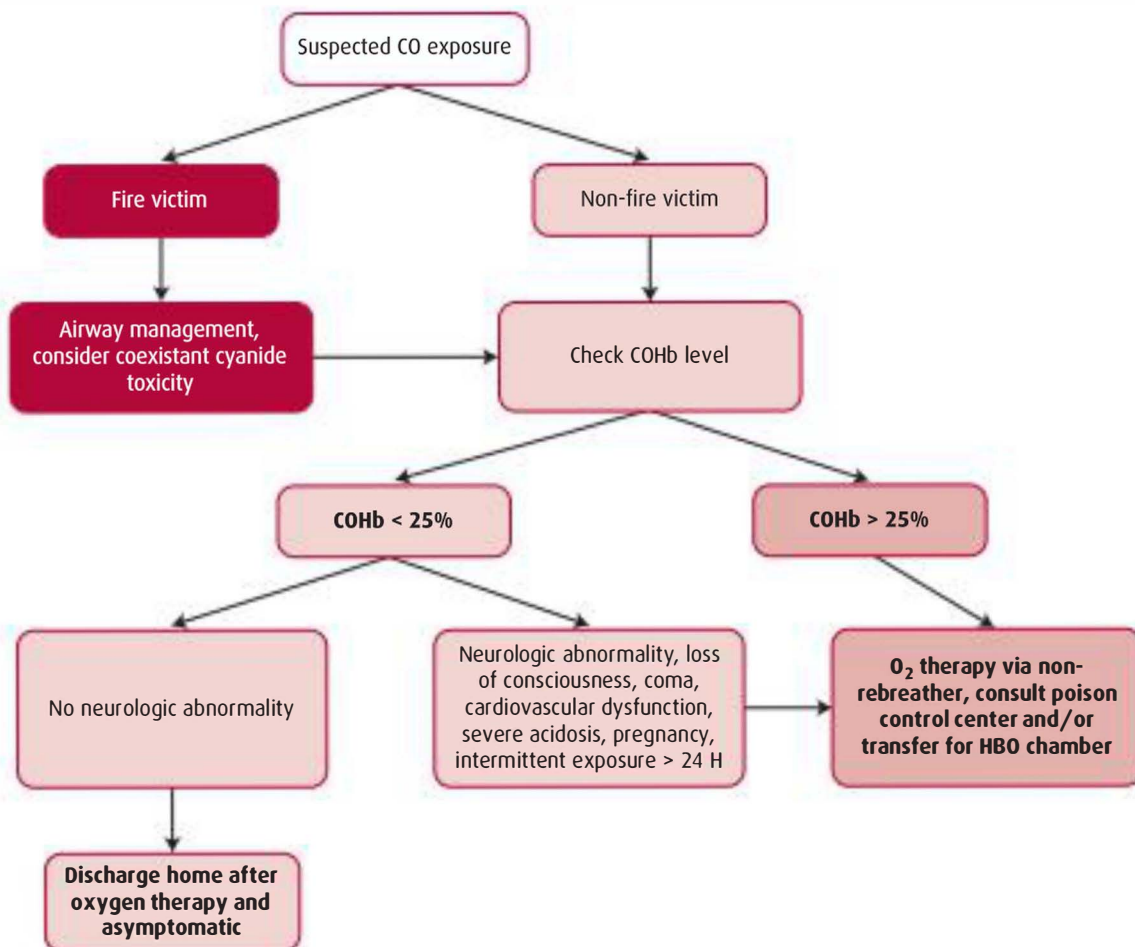 Suspected CO exposure
Fire victim
Non-fire victim
Airway management,
consider coexistant cyanide
toxicity
Check COHb level
COHb < 25%
COHb > 25%
No neurologic abnormality
Neurologic abnormality, loss
of consciousness, coma,
cardiovascular dysfunction,
severe acidosis, pregnancy,
intermittent exposure > 24 H
O₂ therapy via non-
rebreather, consult poison
control center and/or
transfer for HBO chamber
Discharge home after
oxygen therapy and
asymptomatic